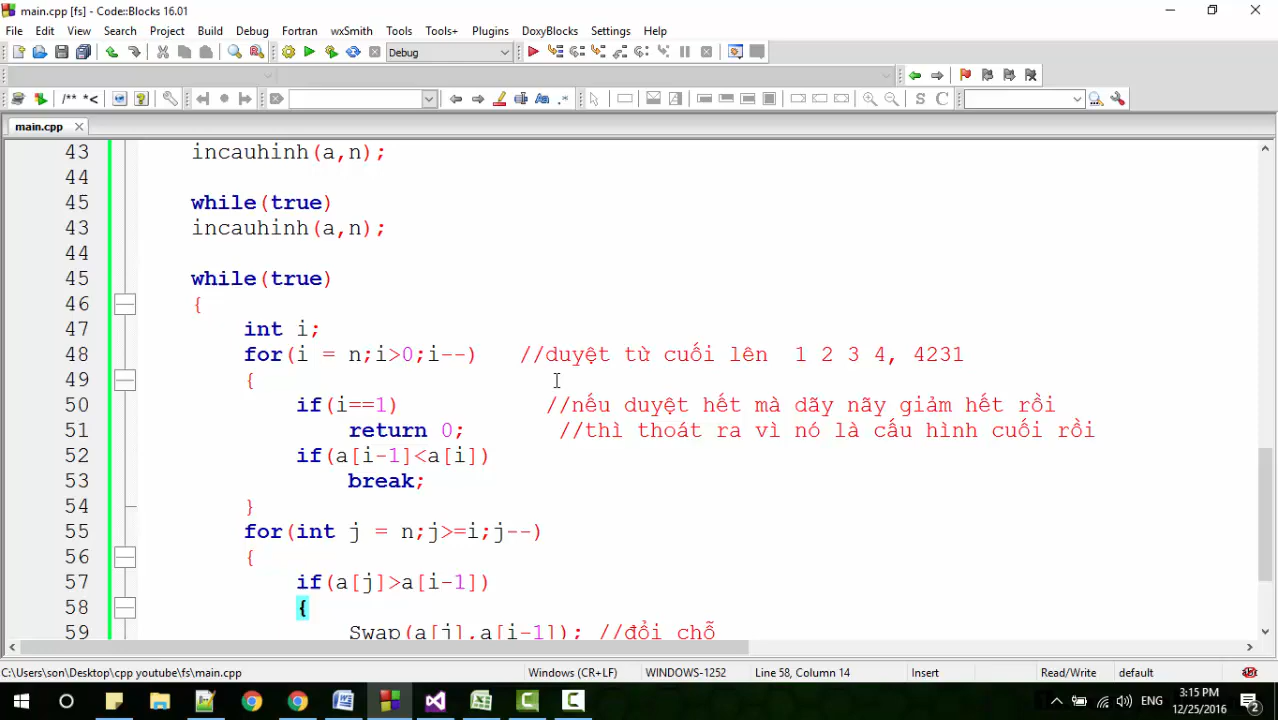 main.cpp [fs] - Code::Blocks 16.01
File Edit View Search Project Build Debug Fortran wxSmith Tools Tools+ Plugins DoxyBlocks Settings Help
Debug
/** *< S C
main.cpp
43 incauhinh(a,n);
44
45 while(true)
43 incauhinh(a,n);
44
45 while(true)
46 {
47 int i;
48 for(i = n;i>0;i--) //duyệt từ cuối lên 1 2 3 4, 4231
49 {
50 if(i==1) //nếu duyệt hết mà dãy nãy giảm hết rồi
51 return 0; //thì thoát ra vì nó là cấu hình cuối rồi
52 if(a[i-1]<a[i])
53 break;
54 }
55 for(int j = n;j>=i;j--)
56 {
57 if(a[j]>a[i-1])
58 {
59 Swap(a[j],a[i-1]); //đổi chỗ
C:\Users\son\Desktop\cpp youtube\fs\main.cpp Windows (CR+LF) WINDOWS-1252 Line 58, Column 14 Insert Read/Write default
ENG 3:15 PM
12/25/2016 2